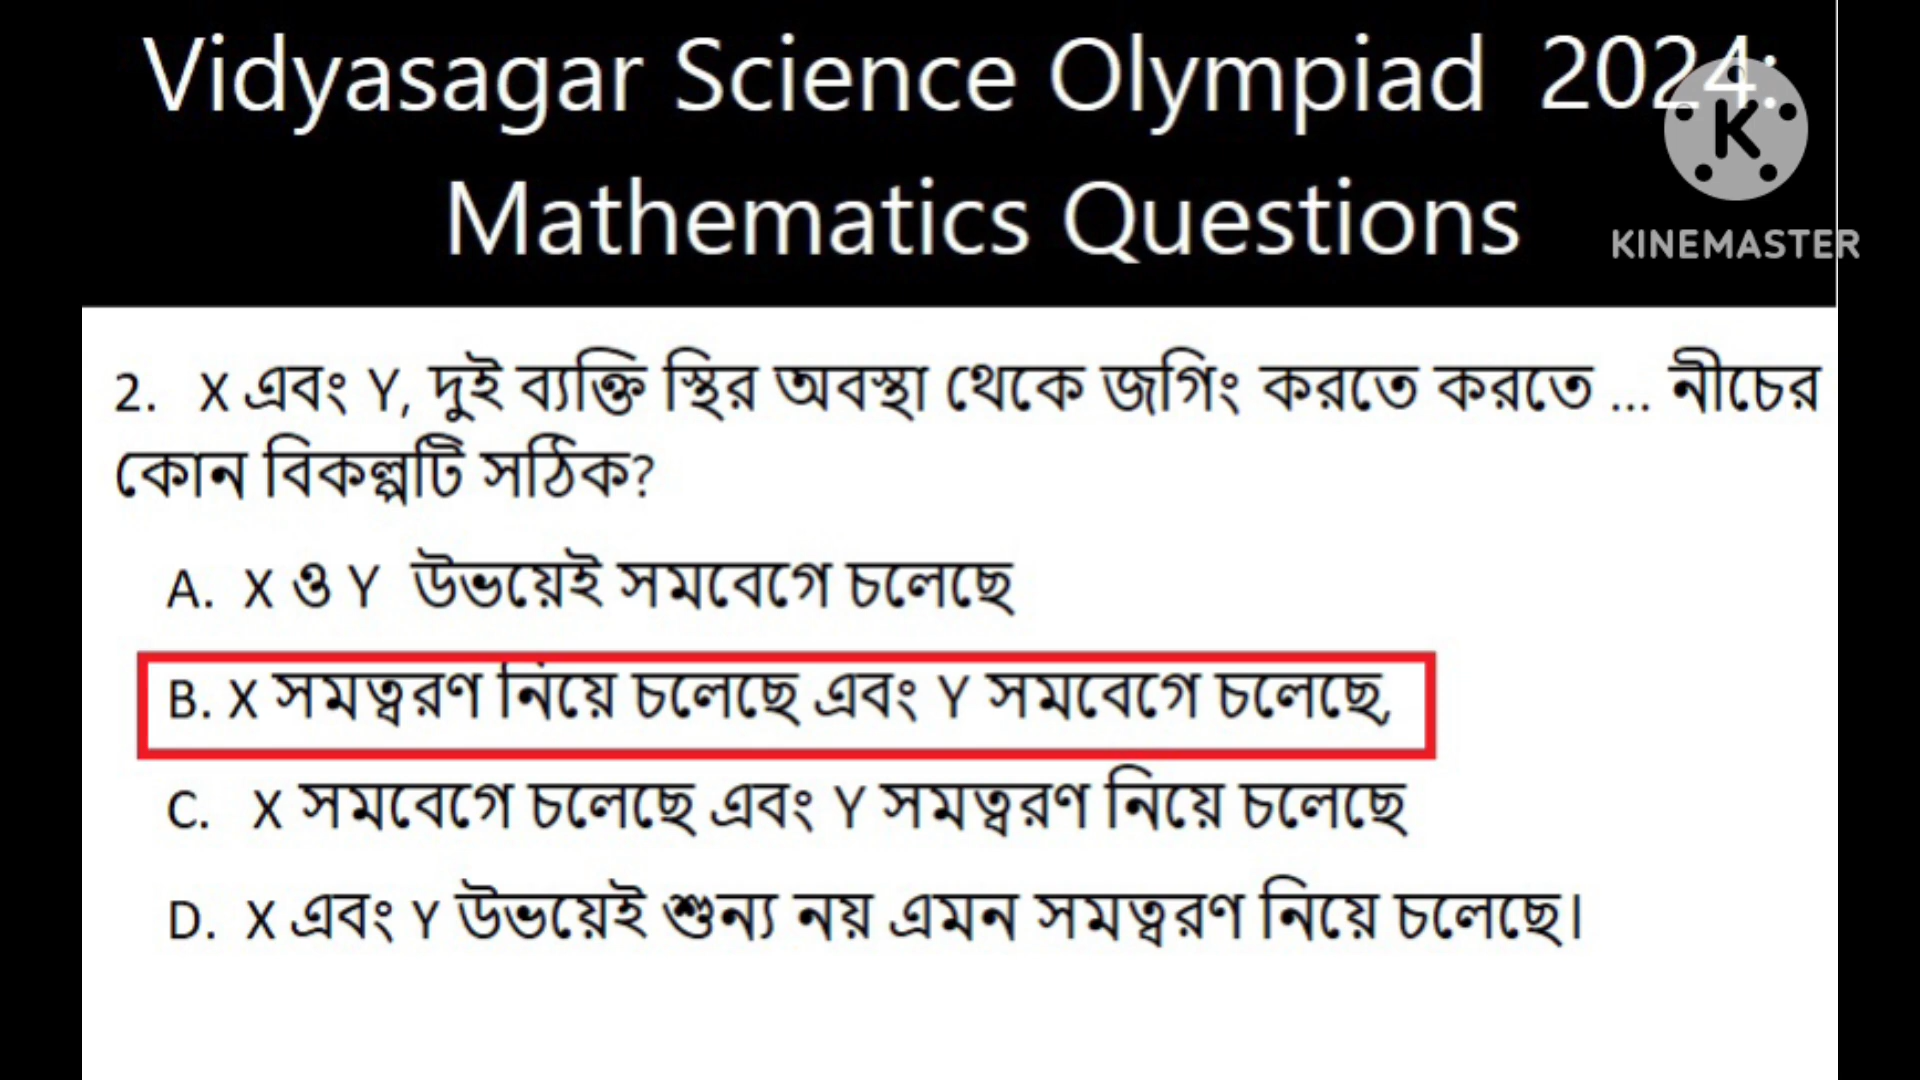 Vidyasagar Science Olympiad 2024:
Mathematics Questions
KINEMASTER
2. X এবং Y, দুই ব্যক্তি স্থির অবস্থা থেকে জগিং করতে করতে ... নীচের
কোন বিকল্পটি সঠিক?
A. X ও Y উভয়েই সমবেগে চলেছে
B. X সমত্বরণ নিয়ে চলেছে এবং Y সমবেগে চলেছে,
C. X সমবেগে চলেছে এবং Y সমত্বরণ নিয়ে চলেছে
D. X এবং Y উভয়েই শুন্য নয় এমন সমত্বরণ নিয়ে চলেছে।